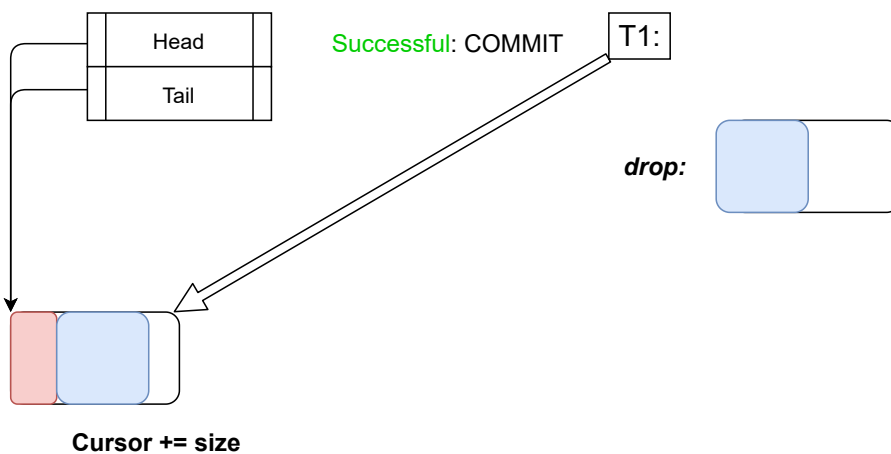 Head
Tail
Successful: COMMIT
T1:
drop:
Cursor += size